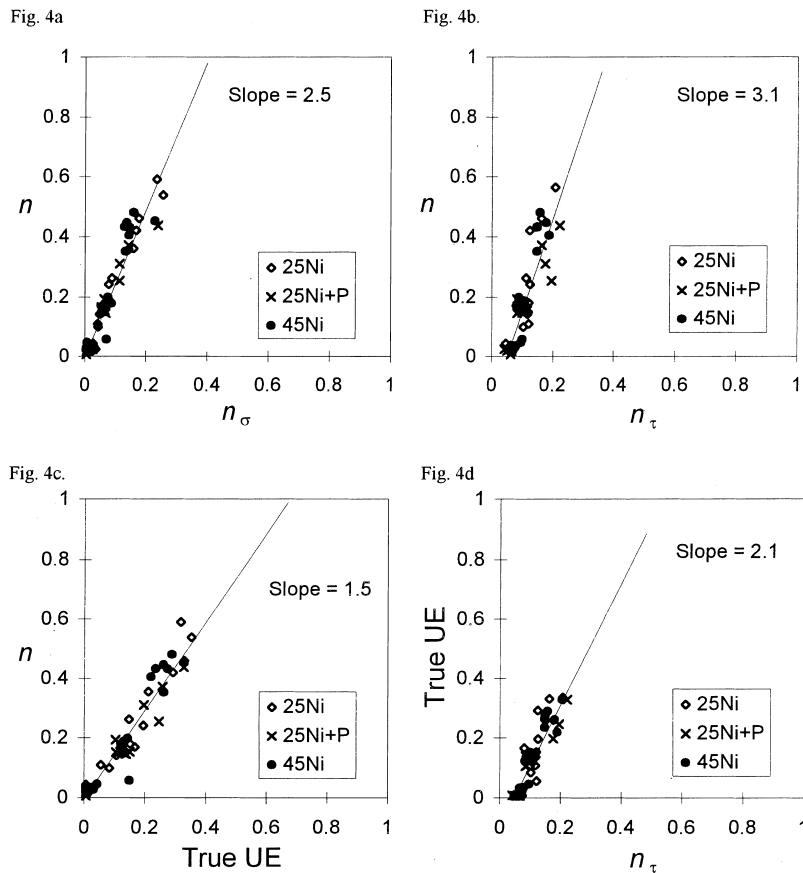 Fig. 4a
1
0.8
0.6
0.4
0.2
0
n
Slope = 2.5
25Ni
25Ni+P
45Ni
0 0.2 0.4 0.6 0.8 1
nσ
Fig. 4b.
1
0.8
0.6
0.4
0.2
0
n
Slope = 3.1
25Ni
25Ni+P
45Ni
0 0.2 0.4 0.6 0.8 1
nτ
Fig. 4c.
1
0.8
0.6
0.4
0.2
0
n
Slope = 1.5
25Ni
25Ni+P
45Ni
0 0.2 0.4 0.6 0.8 1
True UE
Fig. 4d
1
0.8
0.6
0.4
0.2
0
True UE
Slope = 2.1
25Ni
25Ni+P
45Ni
0 0.2 0.4 0.6 0.8 1
nτ